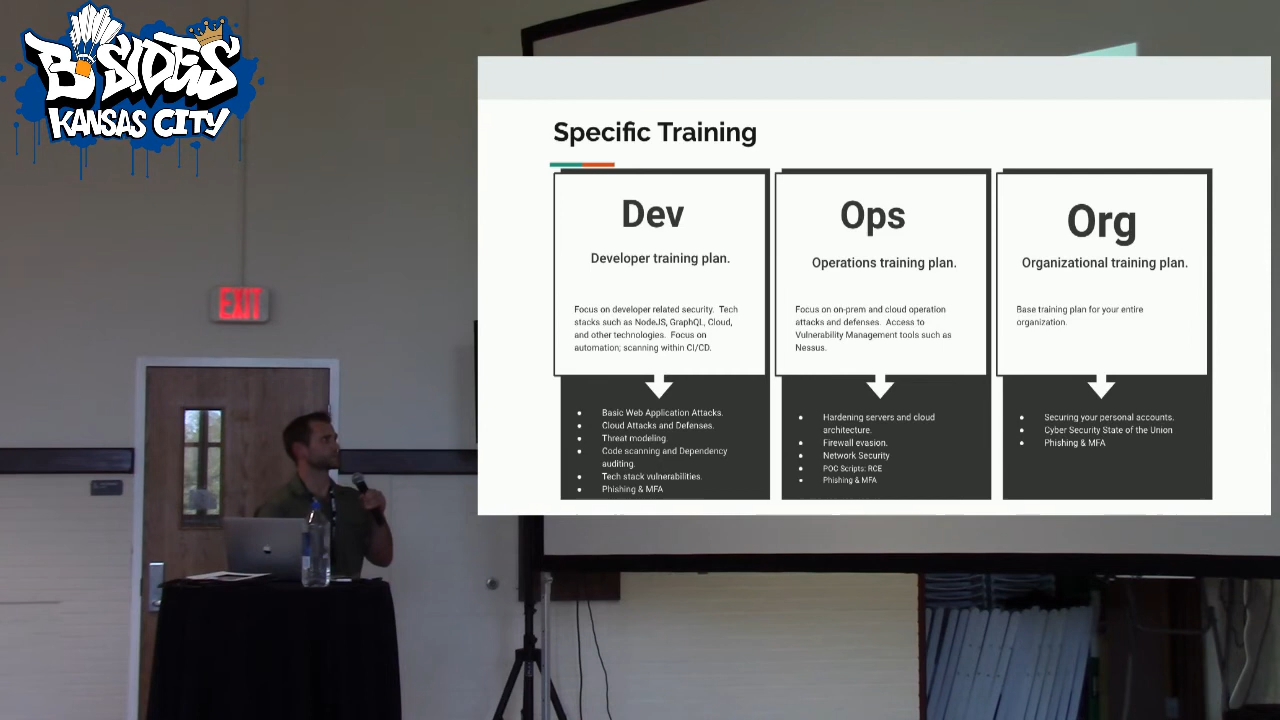 B·SIDES
KANSAS CITY
EXIT
Specific Training
Dev
Developer training plan.
Focus on developer related security. Tech
stacks such as NodeJS, GraphQL, Cloud,
and other technologies. Focus on
automation; scanning within CI/CD.
Basic Web Application Attacks.
Cloud Attacks and Defenses.
Threat modeling.
Code scanning and Dependency
auditing.
Tech stack vulnerabilities.
Phishing & MFA
Ops
Operations training plan.
Focus on on-prem and cloud operation
attacks and defenses. Access to
Vulnerability Management tools such as
Nessus.
Hardening servers and cloud
architecture.
Firewall evasion.
Network Security
POC Scripts: RCE
Phishing & MFA
Org
Organizational training plan.
Base training plan for your entire
organization.
Securing your personal accounts.
Cyber Security State of the Union
Phishing & MFA